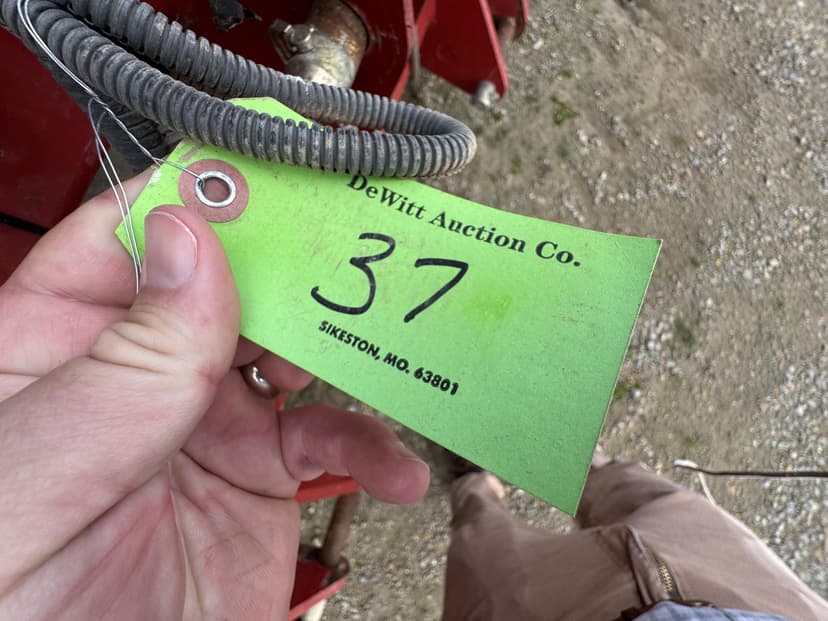 DeWitt Auction Co.
37
SIKESTON, MO. 63801